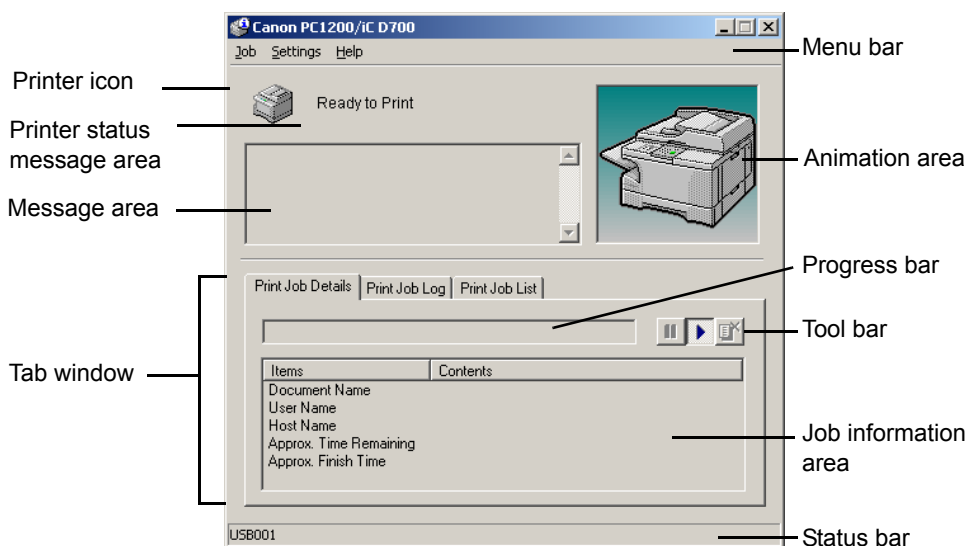 Canon PC1200/iC D700
Job Settings Help
Menu bar
Printer icon
Ready to Print
Printer status
message area
Animation area
Message area
Progress bar
Print Job Details Print Job Log Print Job List
Tool bar
Tab window
Items Contents
Document Name
User Name
Host Name
Approx. Time Remaining
Approx. Finish Time
Job information
area
USB001
Status bar